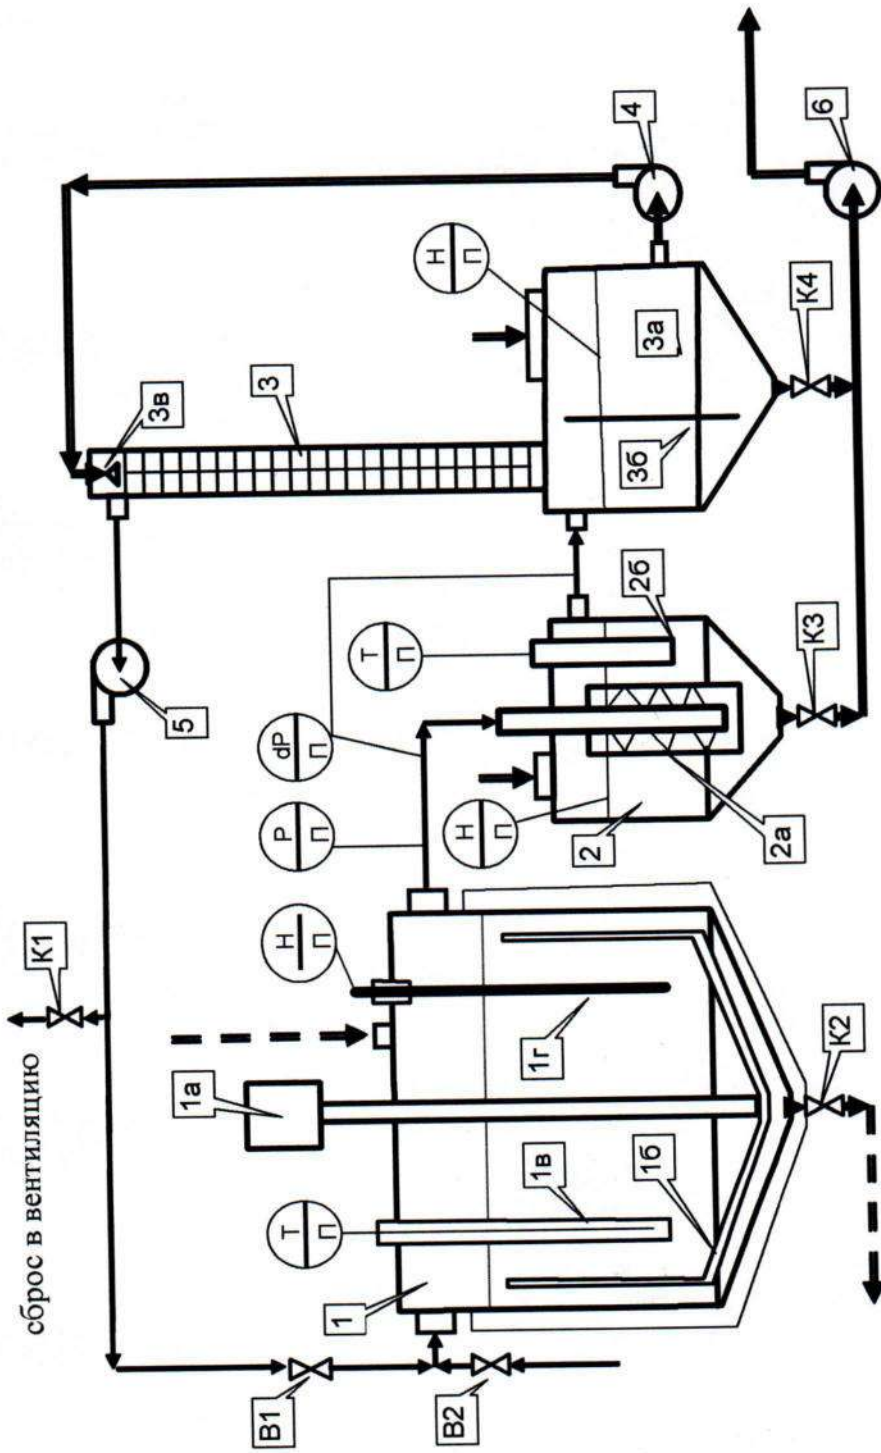 сброс в вентиляцию
К1
1а
5
3в
В1
Т
П
Н
П
Р
П
dP
П
3
1
Т
П
В2
Н
П
Н
П
1в
1г
2
1б
2б
3б
3а
4
2а
К2
К3
К4
6